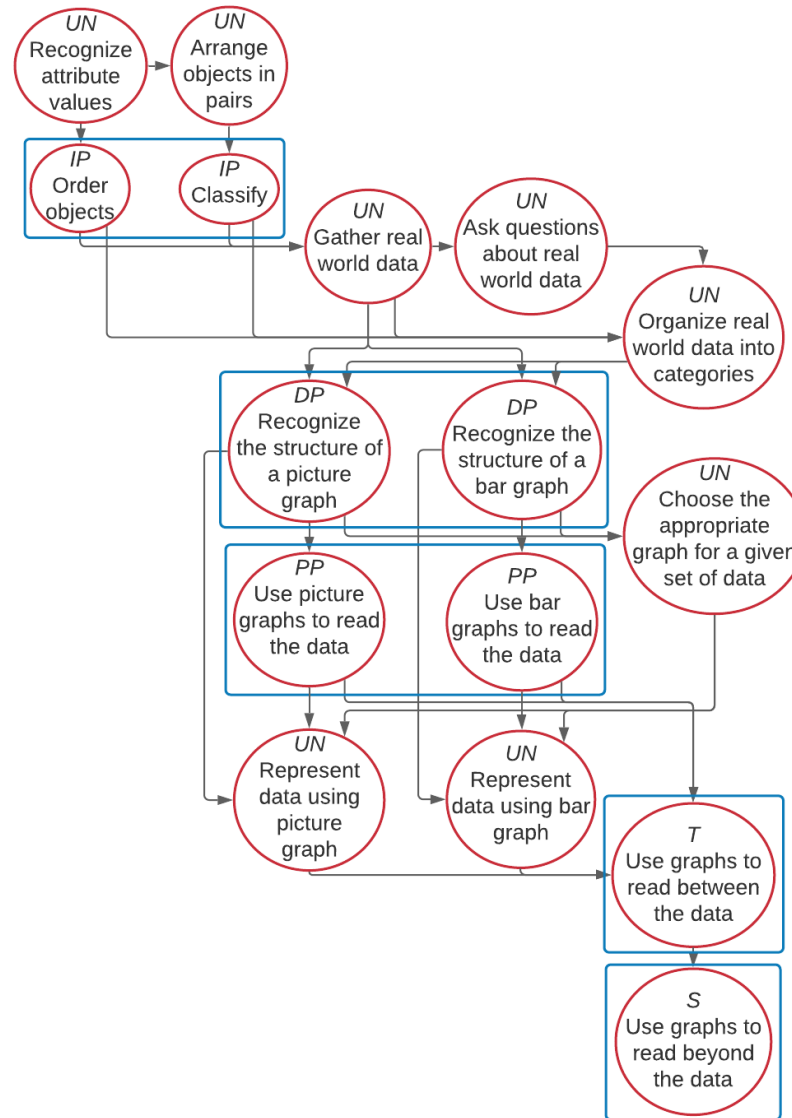 UN
Recognize
attribute
values
UN
Arrange
objects in
pairs
IP
Order
objects
IP
Classify
UN
Gather real
world data
UN
Ask questions
about real
world data
UN
Organize real
world data into
categories
DP
Recognize
the structure of
a picture
graph
DP
Recognize the
structure of a
bar graph
UN
Choose the
appropriate
graph for a given
set of data
PP
Use picture
graphs to read
the data
PP
Use bar
graphs to read
the data
UN
Represent
data using
picture
graph
UN
Represent
data using bar
graph
T
Use graphs to
read between
the data
S
Use graphs to
read beyond
the data